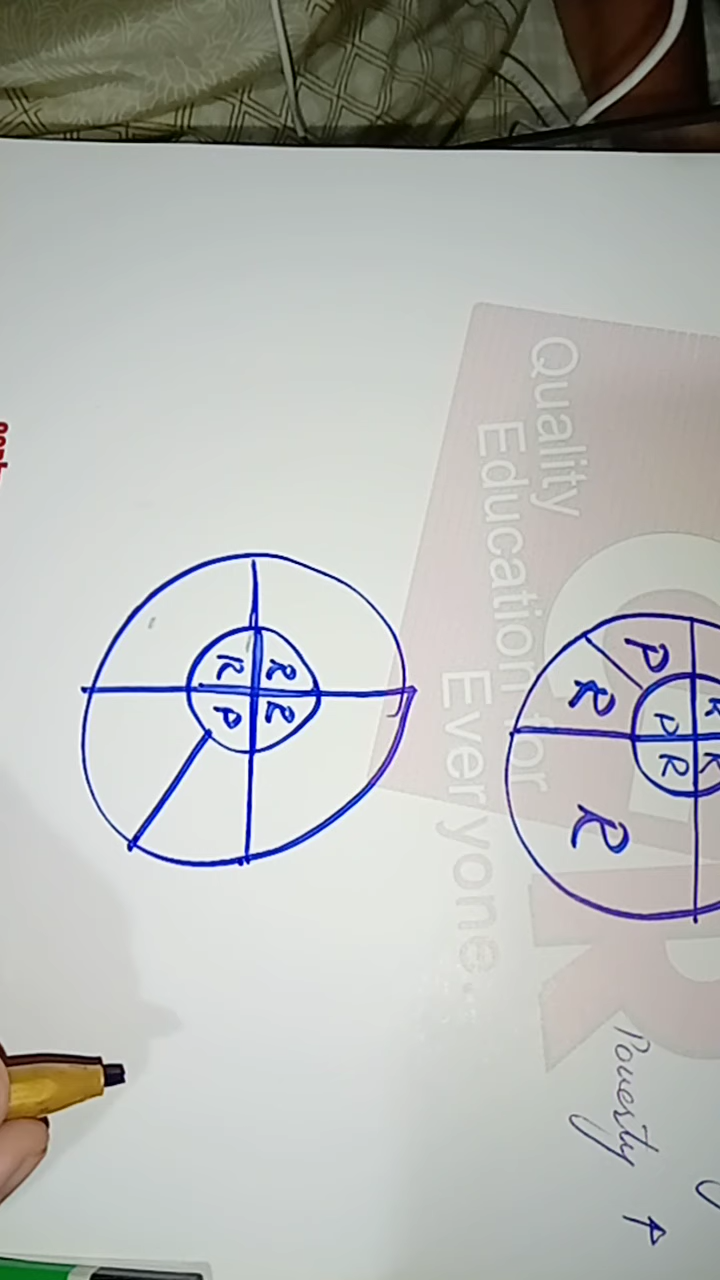 Quality
Education for
Everyone...
R R
P R
P
R
R
P R
R R
Poverty ↑